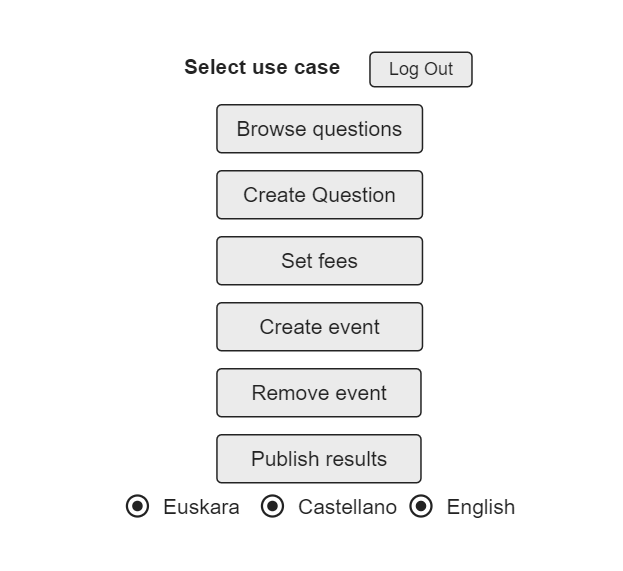 Select use case Log Out
Browse questions
Create Question
Set fees
Create event
Remove event
Publish results
Euskara Castellano English